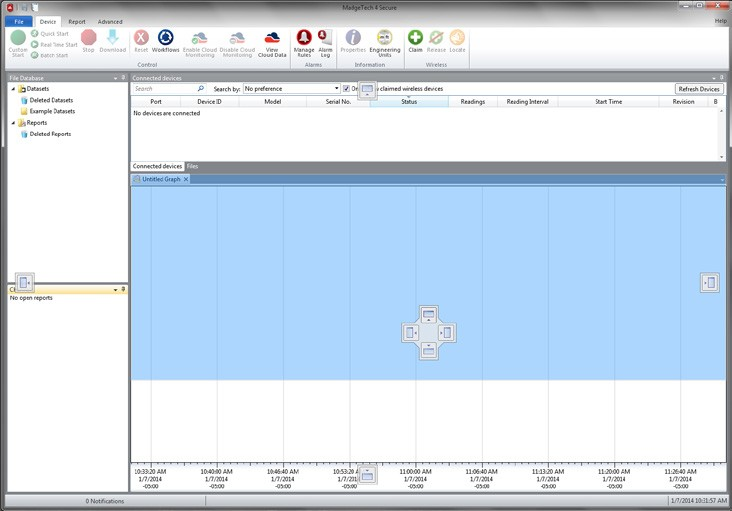 MadgeTech 4 Secure
File Device Report Advanced Help
Custom Start
Quick Start
Real Time Start
Batch Start
Stop Download Reset Workflows
Enable Cloud Monitoring
Disable Cloud Monitoring
View Cloud Data
Manage Rules
Alarm Log
Properties
Engineering Units
Claim Release Locate
Control Alarms Information Wireless
File Database
Datasets
Deleted Datasets
Example Datasets
Reports
Deleted Reports
No open reports
Connected devices
Search Search by: No preference claimed wireless devices Refresh Devices
Port Device ID Model Serial No. Status Readings Reading Interval Start Time Revision B
No devices are connected
Connected devices Files
Untitled Graph
10:33:20 AM 10:40:00 AM 10:46:40 AM 10:53:2 11:00:00 AM 11:06:40 AM 11:13:20 AM 11:20:00 AM 11:26:40 AM
1/7/2014 1/7/2014 1/7/2014 1/7/201 1/7/2014 1/7/2014 1/7/2014 1/7/2014 1/7/2014
-05:00 -05:00 -05:00 -05:00 -05:00 -05:00 -05:00 -05:00 -05:00
0 Notifications 1/7/2014 10:31:57 AM